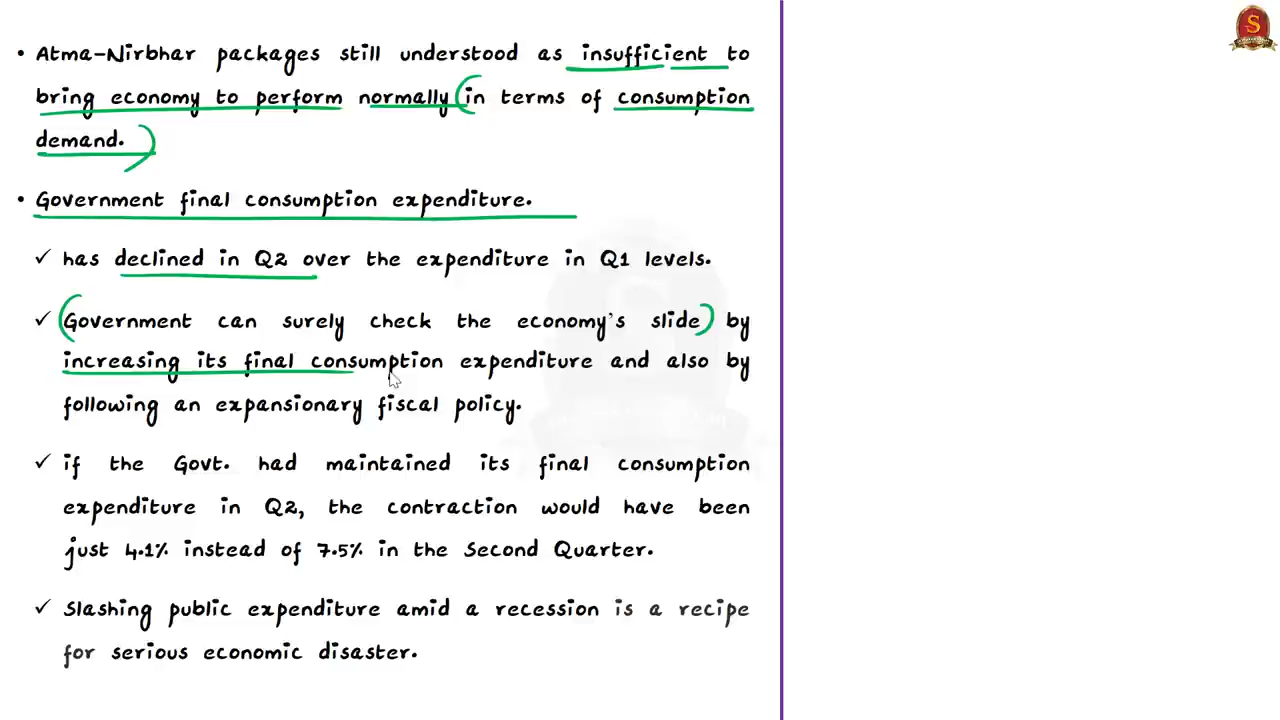 • Atma-Nirbhar packages still understood as insufficient to
bring economy to perform normally (in terms of consumption
demand.)
• Government final consumption expenditure.
✓ has declined in Q2 over the expenditure in Q1 levels.
✓ (Government can surely check the economy's slide) by
increasing its final consumption expenditure and also by
following an expansionary fiscal policy.
✓ if the Govt. had maintained its final consumption
expenditure in Q2, the contraction would have been
just 4.1% instead of 7.5% in the Second Quarter.
✓ Slashing public expenditure amid a recession is a recipe
for serious economic disaster.
S